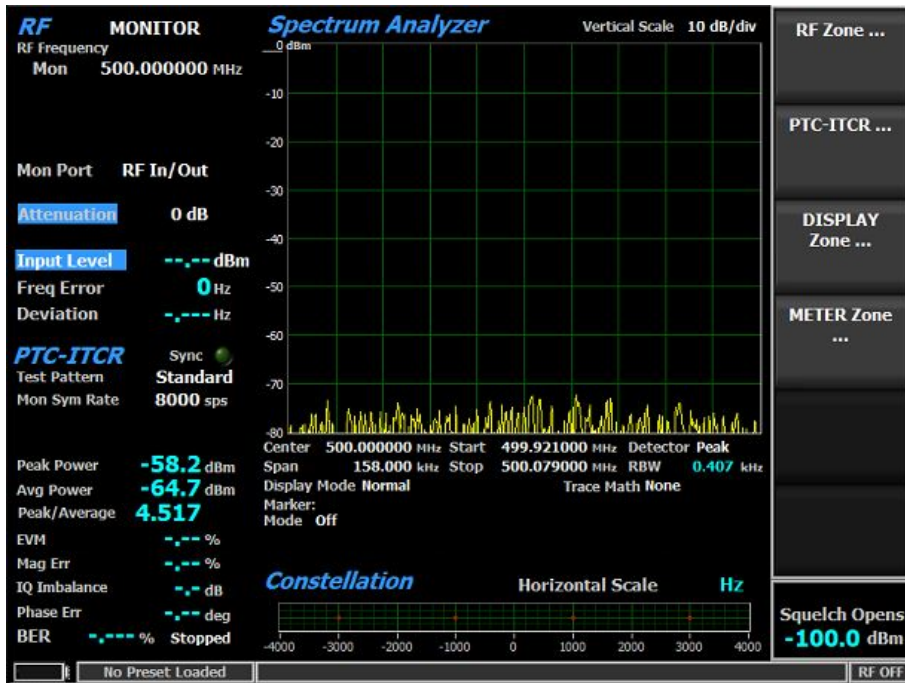 RF MONITOR
RF Frequency
Mon 500.000000 MHz
Mon Port RF In/Out
Attenuation 0 dB
Input Level --.-- dBm
Freq Error 0 Hz
Deviation -.--- Hz
PTC-ITCR Sync
Test Pattern Standard
Mon Sym Rate 8000 sps
Peak Power -58.2 dBm
Avg Power -64.7 dBm
Peak/Average 4.517
EVM -.-- %
Mag Err -.-- %
IQ Imbalance -.- dB
Phase Err -.-- deg
BER -.--- % Stopped
Spectrum Analyzer Vertical Scale 10 dB/div
0 dBm
-10
-20
-30
-40
-50
-60
-70
-80
Center 500.000000 MHz Start 499.921000 MHz Detector Peak
Span 158.000 kHz Stop 500.079000 MHz RBW 0.407 kHz
Display Mode Normal Trace Math None
Marker:
Mode Off
Constellation Horizontal Scale Hz
-4000 -3000 -2000 -1000 0 1000 2000 3000 4000
RF Zone ...
PTC-ITCR ...
DISPLAY
Zone ...
METER Zone
...
Squelch Opens
-100.0 dBm
No Preset Loaded
RF OFF